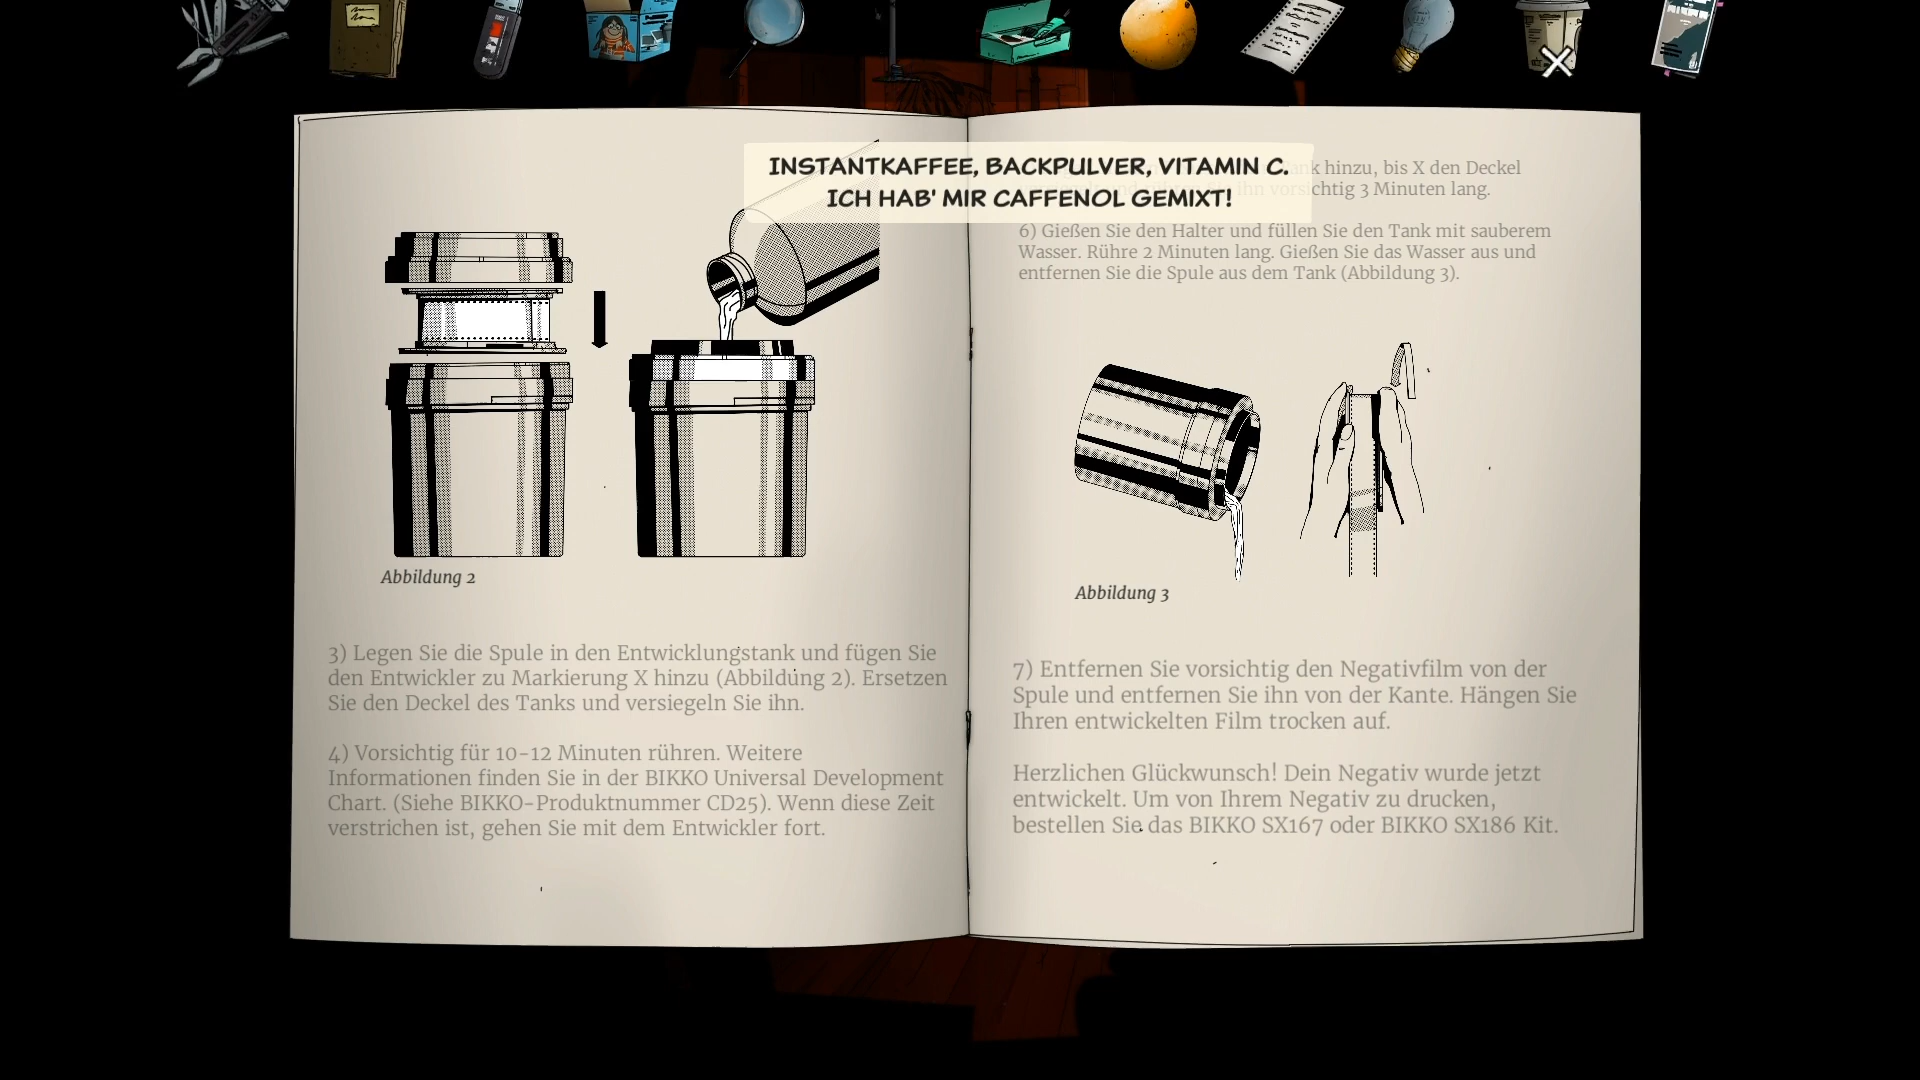 INSTANTKAFFEE, BACKPULVER, VITAMIN C.
ICH HAB' MIR CAFFENOL GEMIXT!
Abbildung 2
3) Legen Sie die Spule in den Entwicklungstank und fügen Sie
den Entwickler zu Markierung X hinzu (Abbildung 2). Ersetzen
Sie den Deckel des Tanks und versiegeln Sie ihn.
4) Vorsichtig für 10-12 Minuten rühren. Weitere
Informationen finden Sie in der BIKKO Universal Development
Chart. (Siehe BIKKO-Produktnummer CD25). Wenn diese Zeit
verstrichen ist, gehen Sie mit dem Entwickler fort.
hinzu, bis X den Deckel
ihn vorsichtig 3 Minuten lang.
6) Gießen Sie den Halter und füllen Sie den Tank mit sauberem
Wasser. Rühre 2 Minuten lang. Gießen Sie das Wasser aus und
entfernen Sie die Spule aus dem Tank (Abbildung 3).
Abbildung 3
7) Entfernen Sie vorsichtig den Negativfilm von der
Spule und entfernen Sie ihn von der Kante. Hängen Sie
Ihren entwickelten Film trocken auf.
Herzlichen Glückwunsch! Dein Negativ wurde jetzt
entwickelt. Um von Ihrem Negativ zu drucken,
bestellen Sie das BIKKO SX167 oder BIKKO SX186 Kit.